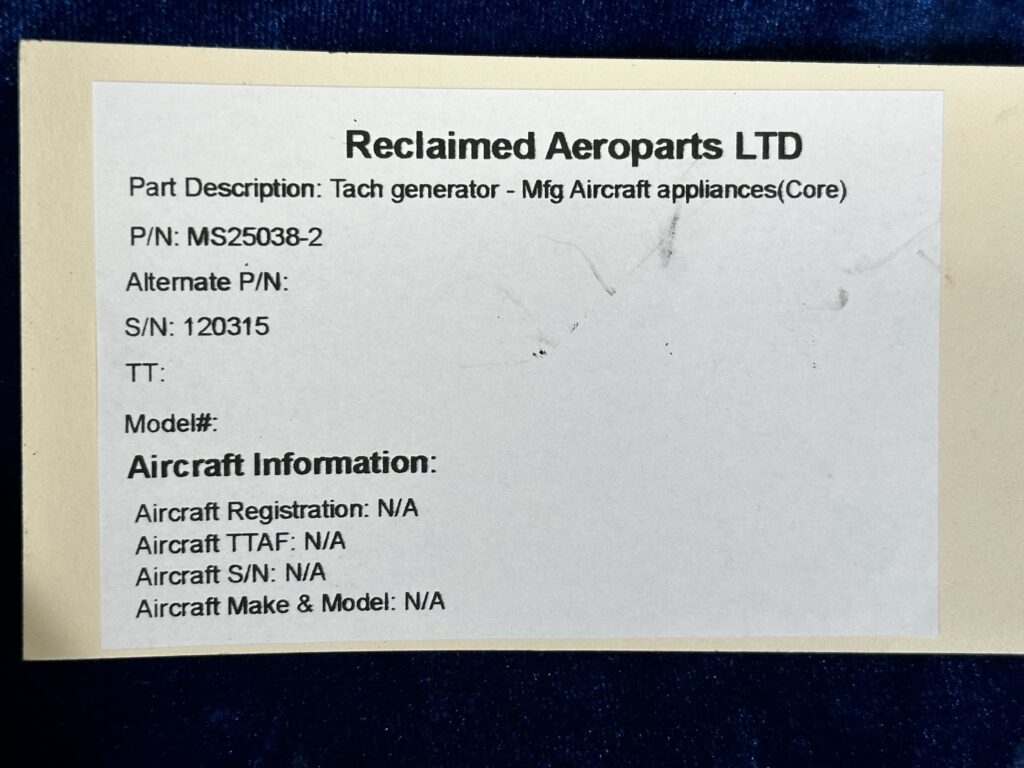 Reclaimed Aeroparts LTD
Part Description: Tach generator - Mfg Aircraft appliances(Core)
P/N: MS25038-2
Alternate P/N:
S/N: 120315
TT:
Model#:
Aircraft Information:
Aircraft Registration: N/A
Aircraft TTAF: N/A
Aircraft S/N: N/A
Aircraft Make & Model: N/A